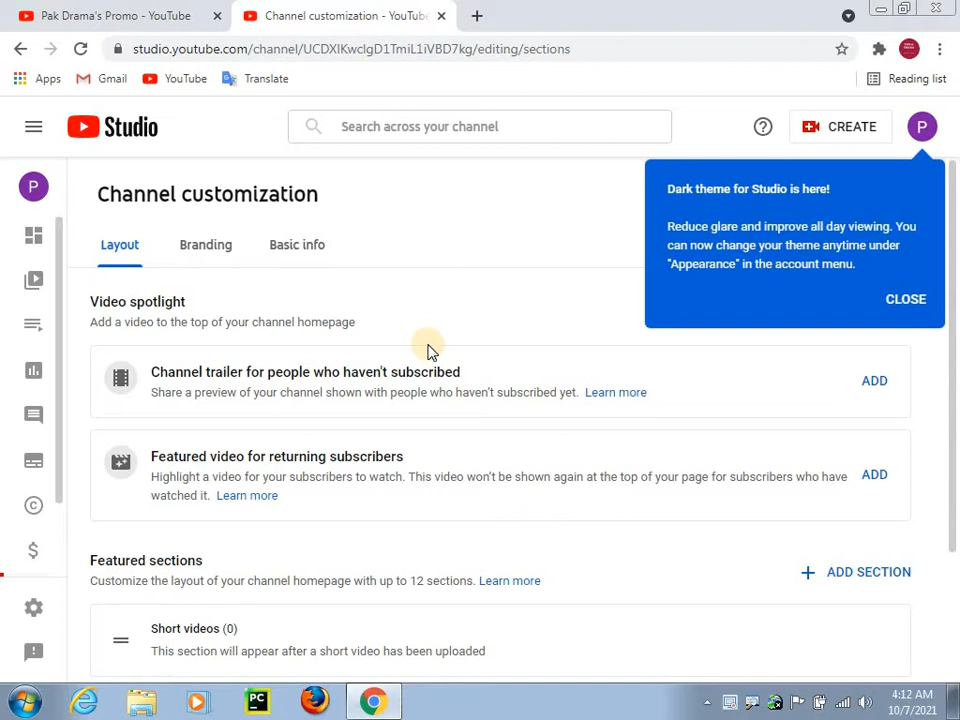 Pak Drama's Promo - YouTube
Channel customization - YouTube
studio.youtube.com/channel/UCDXIKwcIgD1TmiL1iVBD7kg/editing/sections
Apps
Gmail
YouTube
Translate
Reading list
Studio
Search across your channel
CREATE
P
P
Channel customization
Dark theme for Studio is here!
Reduce glare and improve all day viewing. You
can now change your theme anytime under
"Appearance" in the account menu.
CLOSE
Layout
Branding
Basic info
Video spotlight
Add a video to the top of your channel homepage
Channel trailer for people who haven't subscribed
Share a preview of your channel shown with people who haven't subscribed yet. Learn more
ADD
Featured video for returning subscribers
Highlight a video for your subscribers to watch. This video won't be shown again at the top of your page for subscribers who have
watched it. Learn more
ADD
Featured sections
Customize the layout of your channel homepage with up to 12 sections. Learn more
ADD SECTION
Short videos (0)
This section will appear after a short video has been uploaded
PC
4:12 AM
10/7/2021